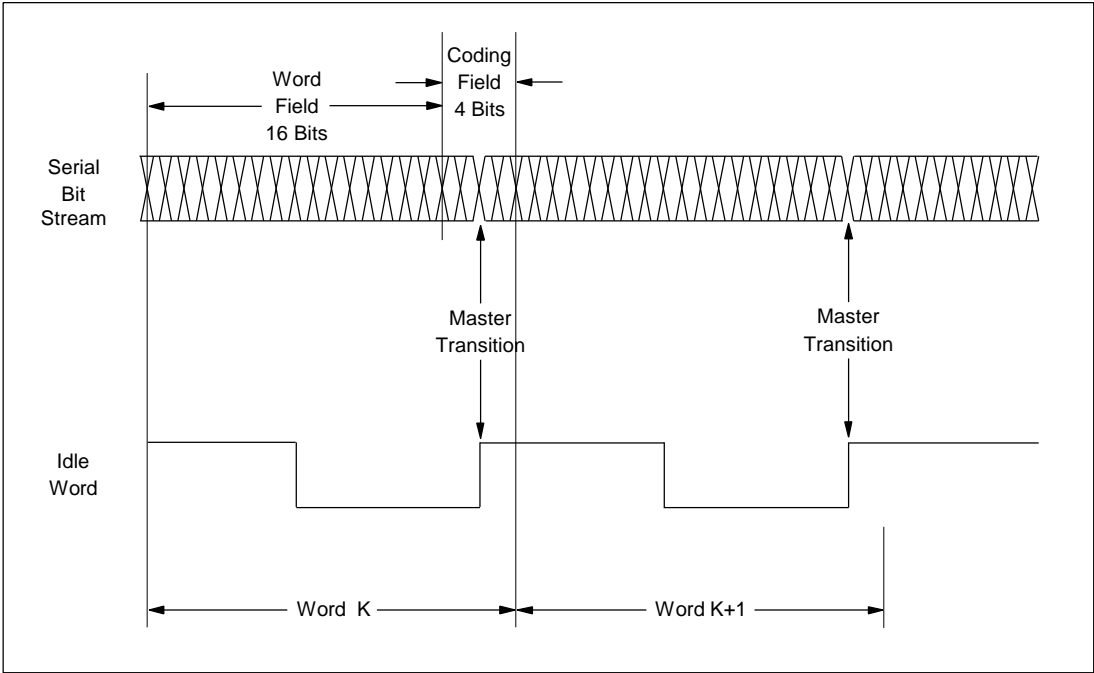 Coding
Field
4 Bits
Word
Field
16 Bits
Serial
Bit
Stream
Master
Transition
Master
Transition
Idle
Word
Word K
Word K+1